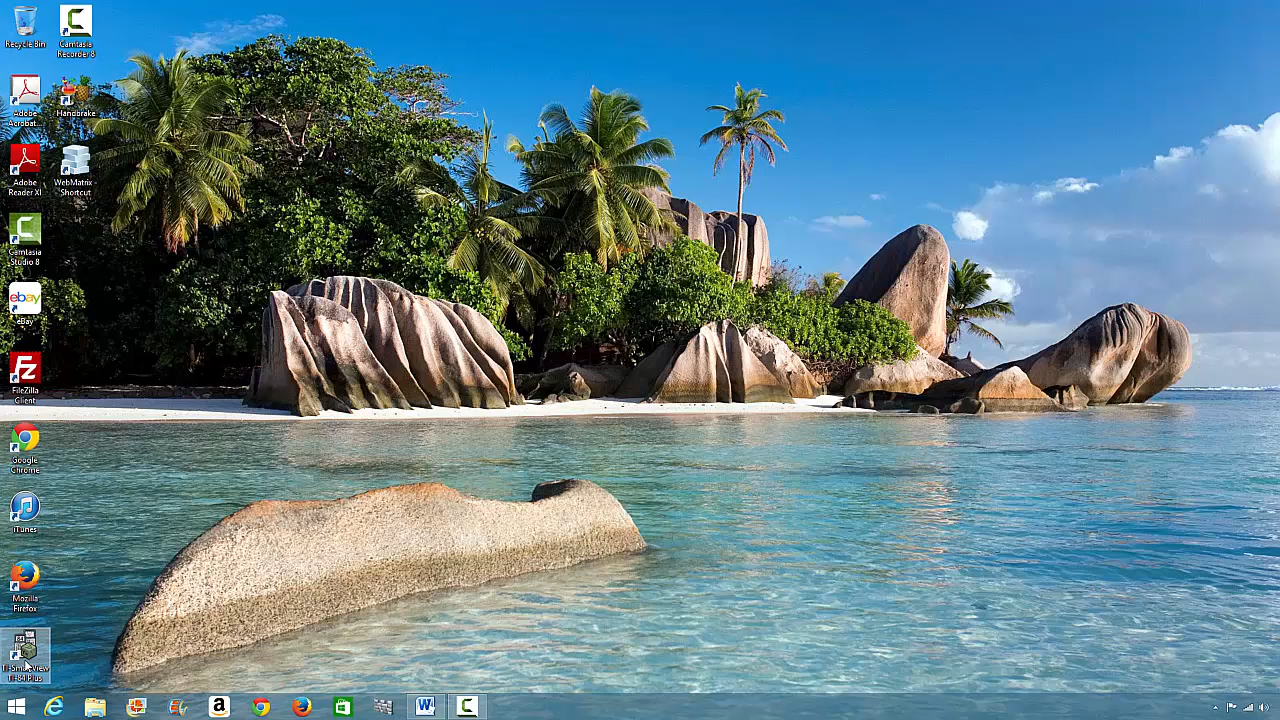 Recycle Bin
Camtasia
Recorder 8
Adobe
Acrobat...
Handbrake
Adobe
Reader XI
WebMatrix
Shortcut
Camtasia
Studio 8
ebay
eBay
FileZilla
Client
Google
Chrome
iTunes
Mozilla
Firefox
84
TI-SmartView
TI-84 Plus